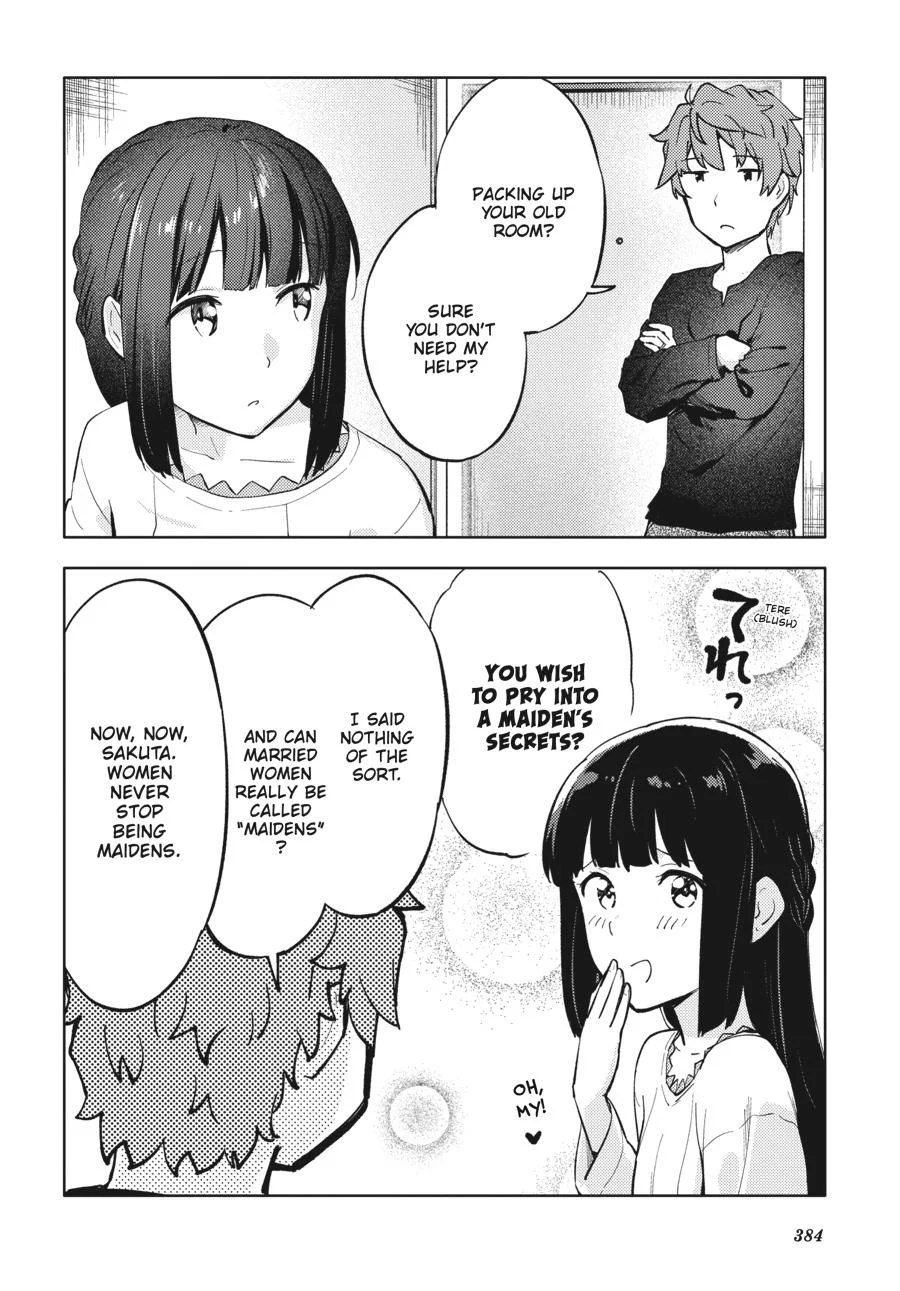 PACKING UP
YOUR OLD
ROOM?
SURE
YOU DON'T
NEED MY
HELP?
てれっ
TERE
(BLUSH)
YOU WISH
TO PRY INTO
A MAIDEN'S
SECRETS?
OH,
MY!
I SAID
NOTHING
OF THE
SORT.
AND CAN
MARRIED
WOMEN
REALLY BE
CALLED
"MAIDENS"
?
NOW, NOW,
SAKUTA.
WOMEN
NEVER
STOP
BEING
MAIDENS.
384